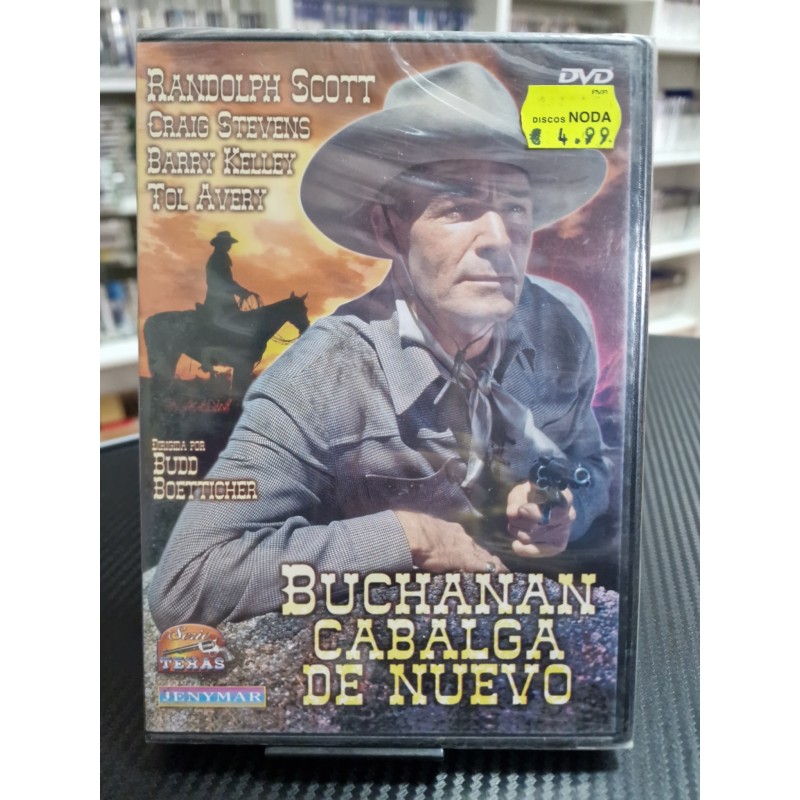 RANDOLPH SCOTT
CRAIG STEVENS
BARRY KELLEY
TOL AVERY
DVD
DISCOS NODA
€ 4.99
DIRIGIDA POR
BUDD
BOETTICHER
BUCHANAN
CABALGA
DE NUEVO
Serie
TEXAS
JENYMAR